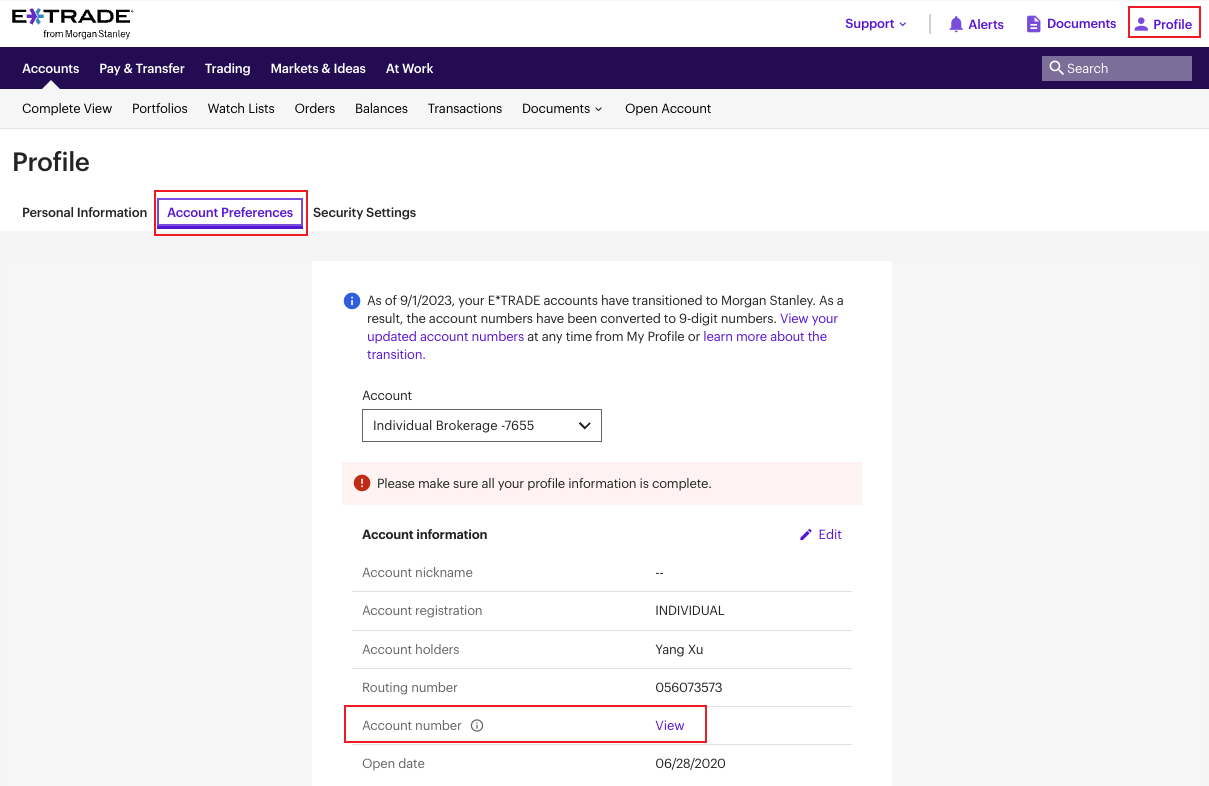 E*TRADE
from Morgan Stanley
Support
Alerts
Documents
Profile
Accounts
Pay & Transfer
Trading
Markets & Ideas
At Work
Search
Complete View
Portfolios
Watch Lists
Orders
Balances
Transactions
Documents
Open Account
Profile
Personal Information
Account Preferences
Security Settings
As of 9/1/2023, your E*TRADE accounts have transitioned to Morgan Stanley. As a
result, the account numbers have been converted to 9-digit numbers. View your
updated account numbers at any time from My Profile or learn more about the
transition.
Account
Individual Brokerage -7655
Please make sure all your profile information is complete.
Account information
Edit
Account nickname
--
Account registration
INDIVIDUAL
Account holders
Yang Xu
Routing number
056073573
Account number
View
Open date
06/28/2020